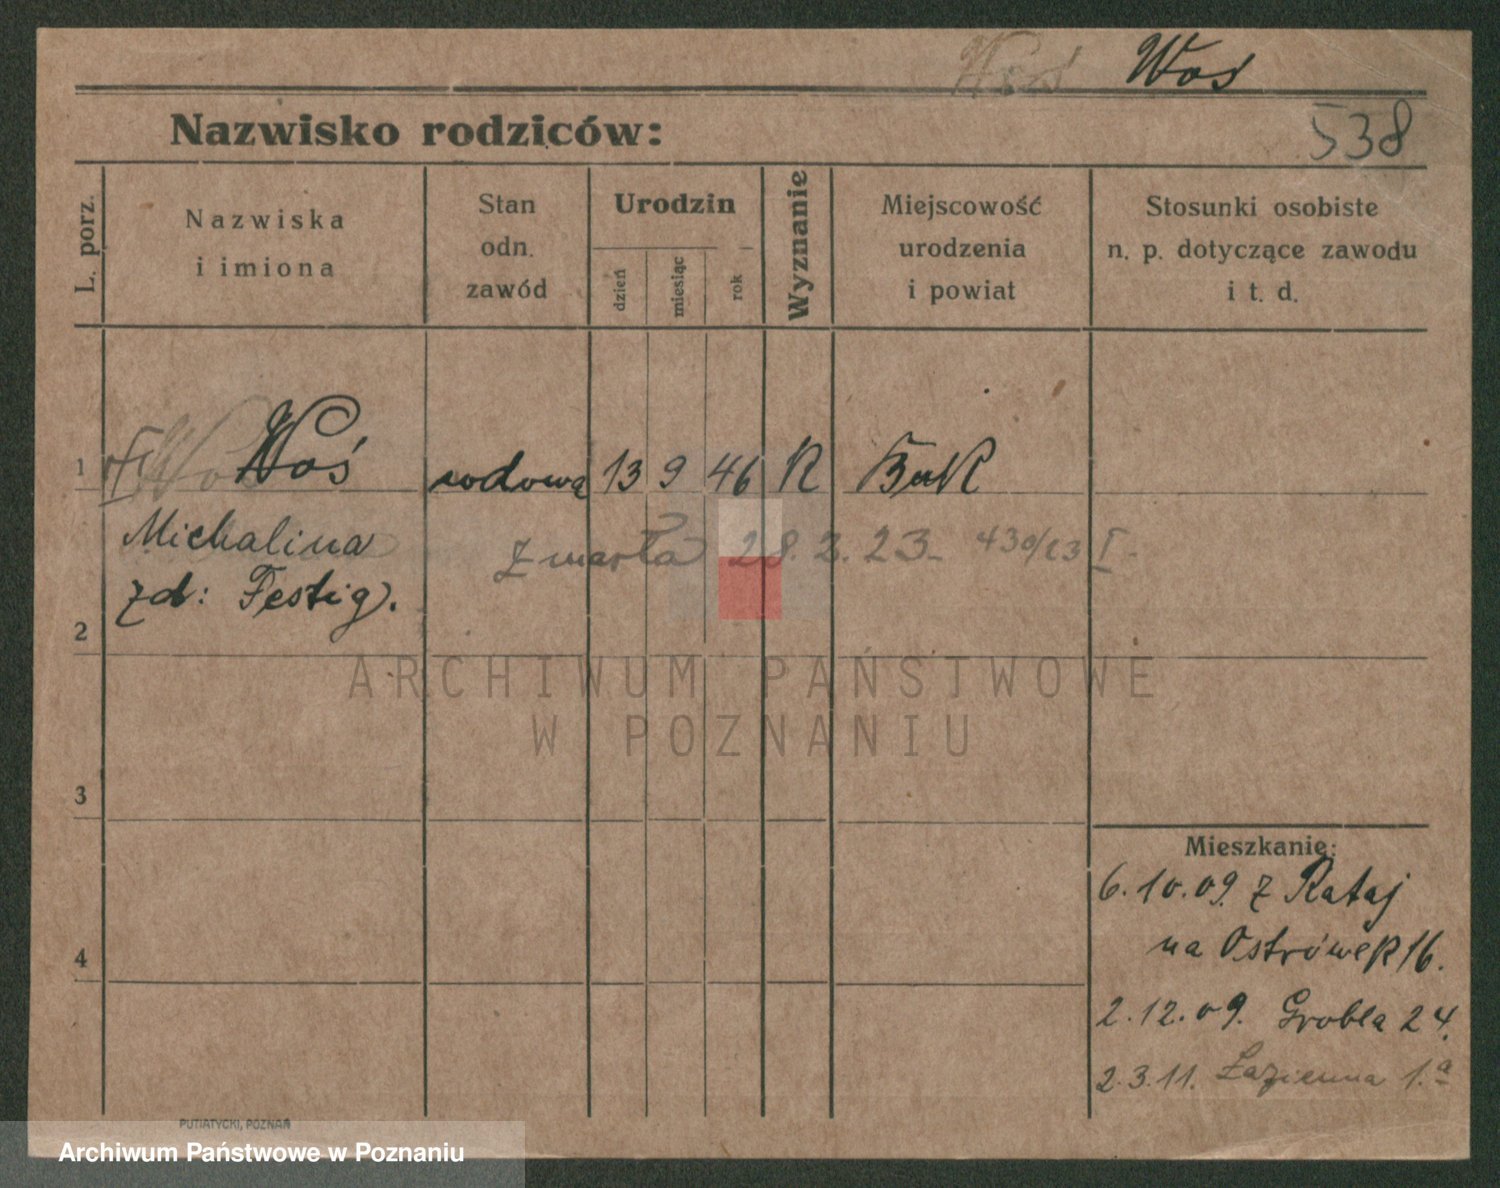 Woś Woś
Nazwisko rodziców:
538
L. porz.
Nazwiska
i imiona
Stan
odn.
zawód
Urodzin
dzień
miesiąc
rok
Wyznanie
Miejscowość
urodzenia
i powiat
Stosunki osobiste
n. p. dotyczące zawodu
i t. d.
1 Woś wdowa 13 9 46 K Buk
Michalina
zmarła 28.2.23 - 430/23 I -
zd: Festig.
2
3
4
Mieszkanie:
6.10.09. z Rataj
na Ostrówek 16.
2.12.09. Grobla 24.
2.3.11. Łazienna 1.a
PUTIATYCKI, POZNAŃ
ARCHIWUM PAŃSTWOWE
W POZNANIU
Archiwum Państwowe w Poznaniu